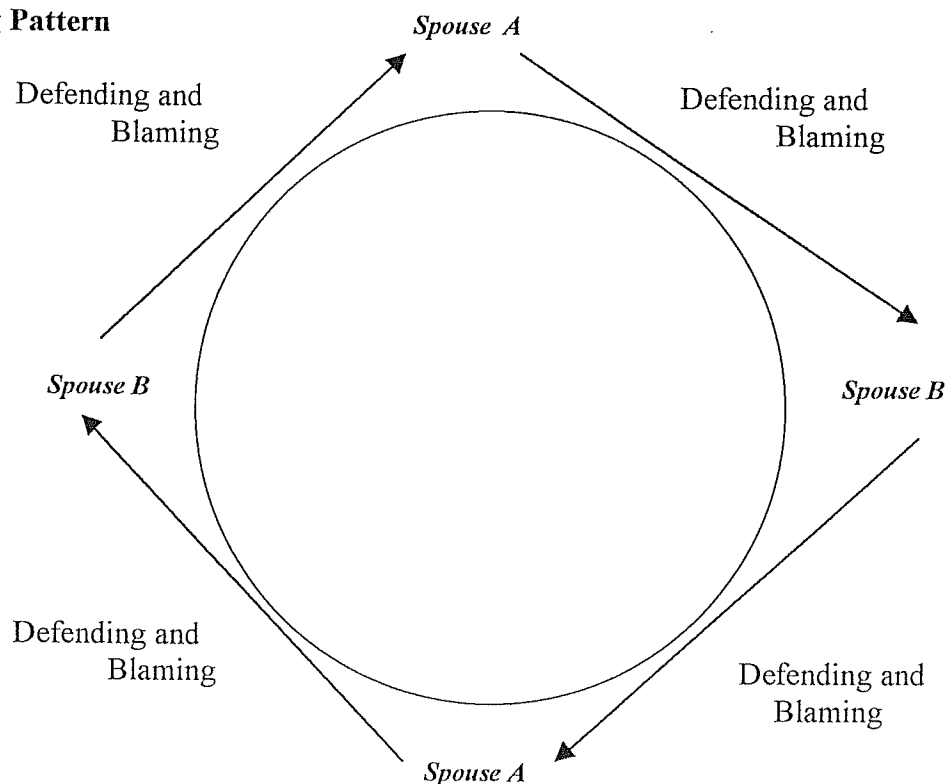 Pattern
Spouse A
Defending and
Blaming
Defending and
Blaming
Spouse B
Spouse B
Defending and
Blaming
Defending and
Blaming
Spouse A